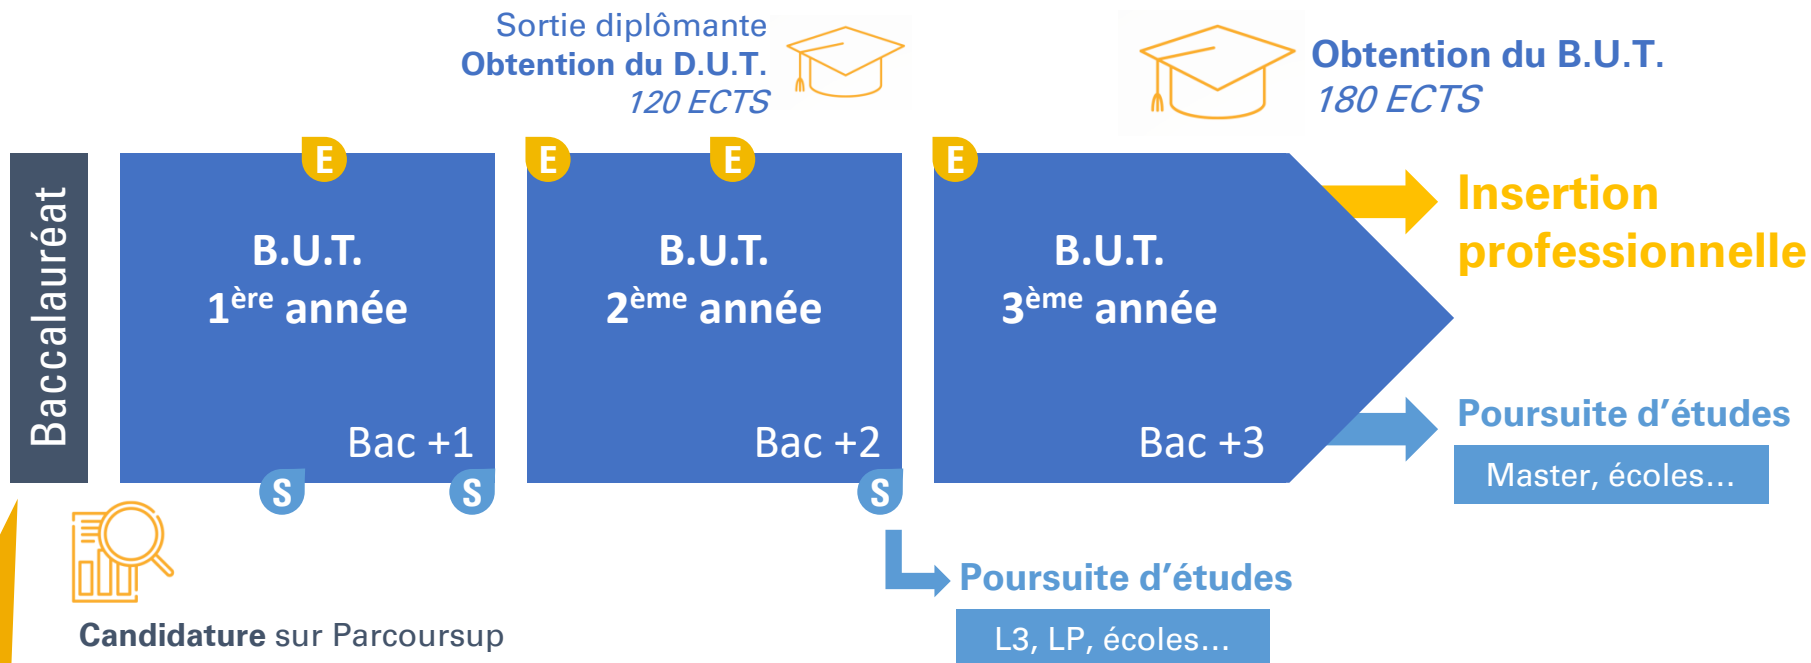 Sortie diplômante
Obtention du D.U.T.
120 ECTS
Obtention du B.U.T.
180 ECTS
Baccalauréat
E
E
E
E
B.U.T.
1ère année
Bac +1
B.U.T.
2ème année
Bac +2
B.U.T.
3ème année
Bac +3
S
S
S
Insertion
professionnelle
Poursuite d'études
Master, écoles...
Poursuite d'études
L3, LP, écoles...
Candidature sur Parcoursup